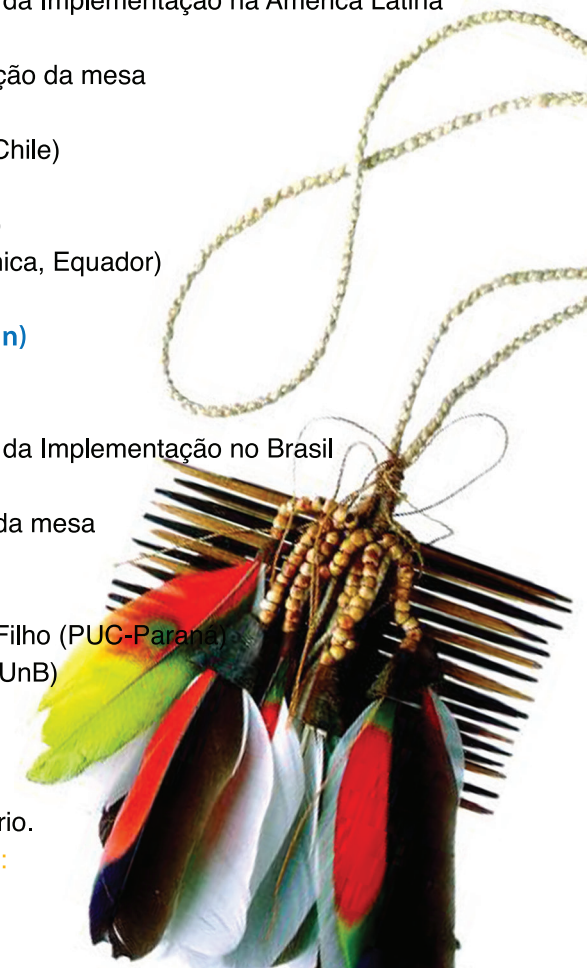 da Implementação na América Latina
ção da mesa
Chile)
nica, Equador)
n)
da Implementação no Brasil
da mesa
Filho (PUC-Paraná)
UnB)
rio.
: